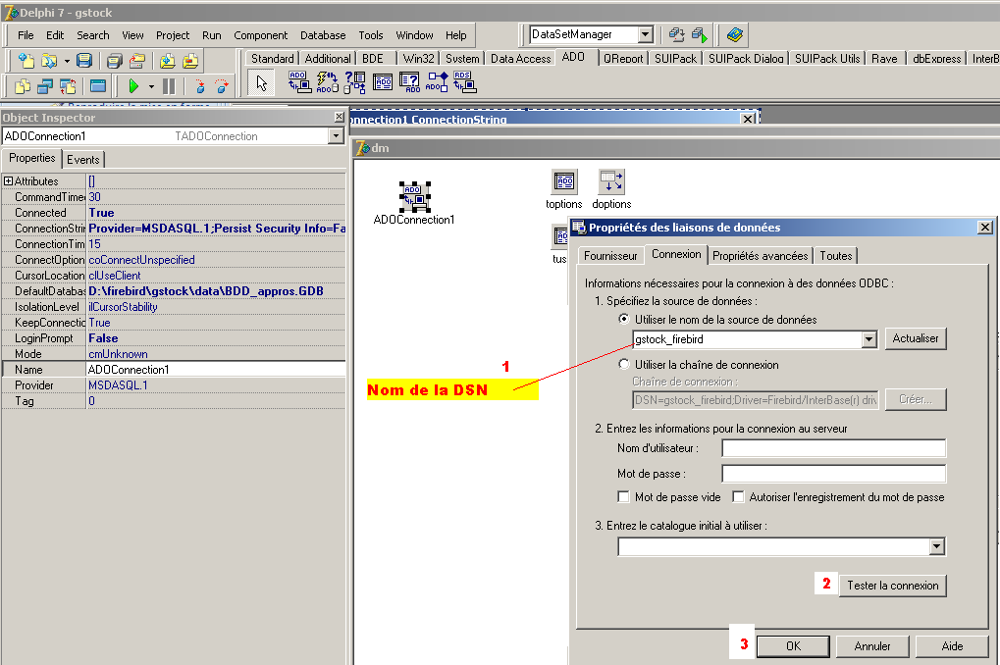 Delphi 7 - gstock
File Edit Search View Project Run Component Database Tools Window Help
DataSetManager
Standard Additional BDE Win32 System Data Access ADO QReport SUIPack SUIPack Dialog SUIPack Utils Rave dbExpress InterB
Reproduire la mise en forme
Object Inspector
ADOConnection1 TADOConnection
Properties Events
Attributes []
CommandTime 30
Connected True
ConnectionStri Provider=MSDASQL.1;Persist Security Info=Fa
ConnectionTim 15
ConnectOption coConnectUnspecified
CursorLocation clUseClient
DefaultDatabas D:\firebird\gstock\data\BDD_appros.GDB
IsolationLevel ilCursorStability
KeepConnectic True
LoginPrompt False
Mode cmUnknown
Name ADOConnection1
Provider MSDASQL.1
Tag 0
onnection1 ConnectionString
dm
ADO
ADOConnection1
toptions
doptions
tus
1
Nom de la DSN
Propriétés des liaisons de données
Fournisseur Connexion Propriétés avancées Toutes
Informations nécessaires pour la connexion à des données ODBC :
1. Spécifiez la source de données :
Utiliser le nom de la source de données
gstock_firebird Actualiser
Utiliser la chaîne de connexion
Chaîne de connexion :
DSN=gstock_firebird;Driver=Firebird/InterBase(r) driv Créer...
2. Entrez les informations pour la connexion au serveur
Nom d'utilisateur :
Mot de passe :
Mot de passe vide Autoriser l'enregistrement du mot de passe
3. Entrez le catalogue initial à utiliser :
2 Tester la connexion
3 OK Annuler Aide